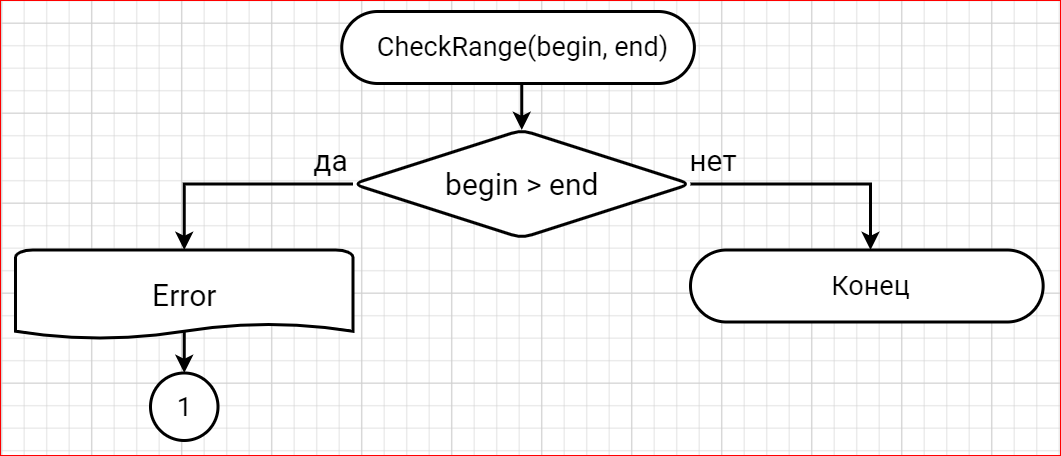 CheckRange(begin, end)
да
нет
begin > end
Error
Конец
1